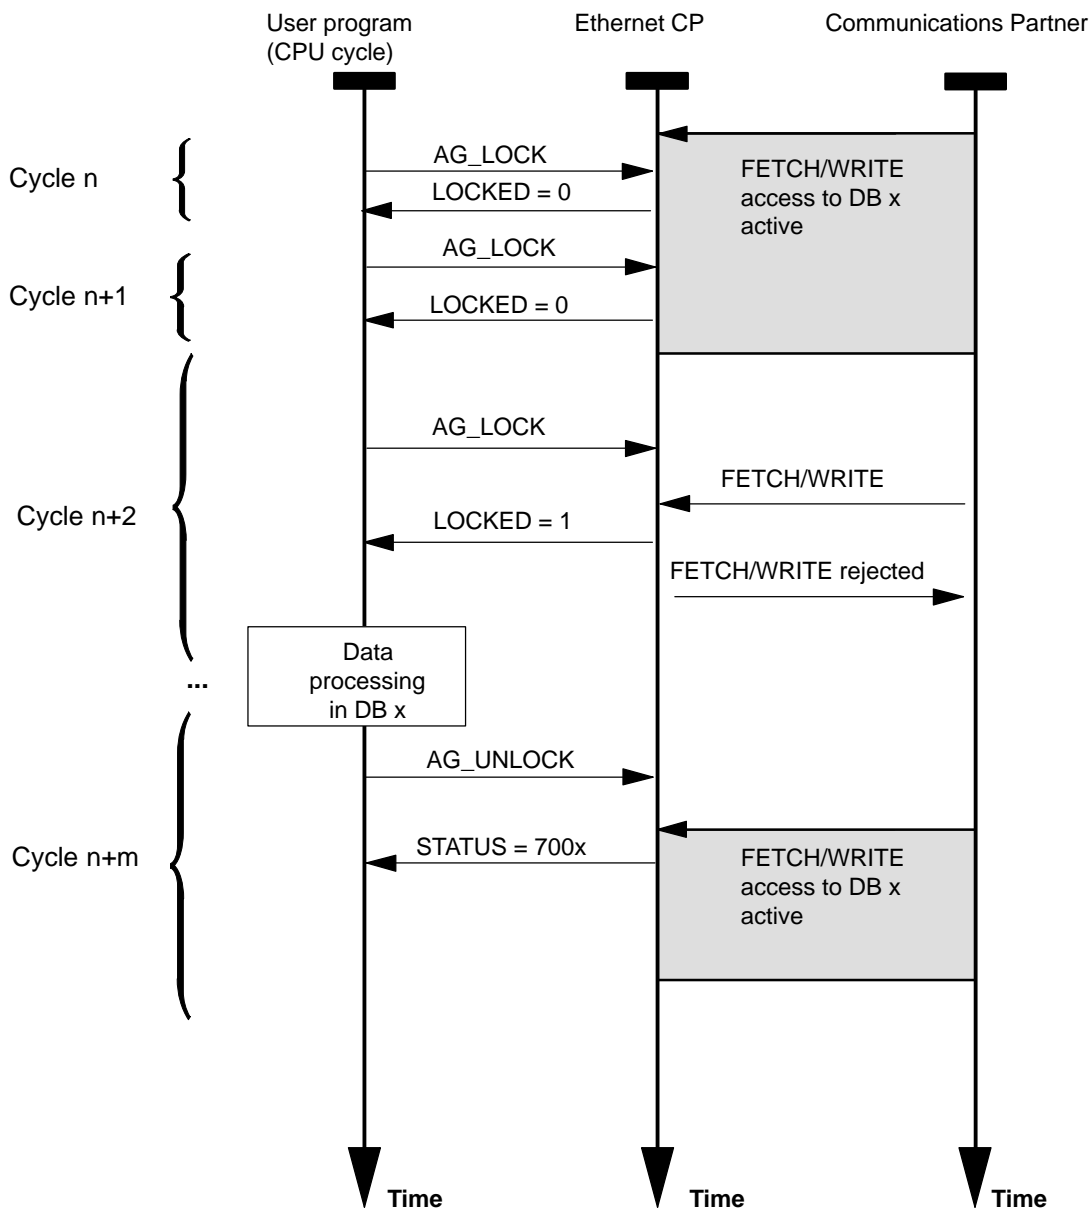 User program
(CPU cycle)
Ethernet CP
Communications Partner
Cycle n
AG_LOCK
LOCKED = 0
FETCH/WRITE
access to DB x
active
Cycle n+1
AG_LOCK
LOCKED = 0
Cycle n+2
AG_LOCK
FETCH/WRITE
LOCKED = 1
FETCH/WRITE rejected
...
Data
processing
in DB x
Cycle n+m
AG_UNLOCK
STATUS = 700x
FETCH/WRITE
access to DB x
active
Time
Time
Time